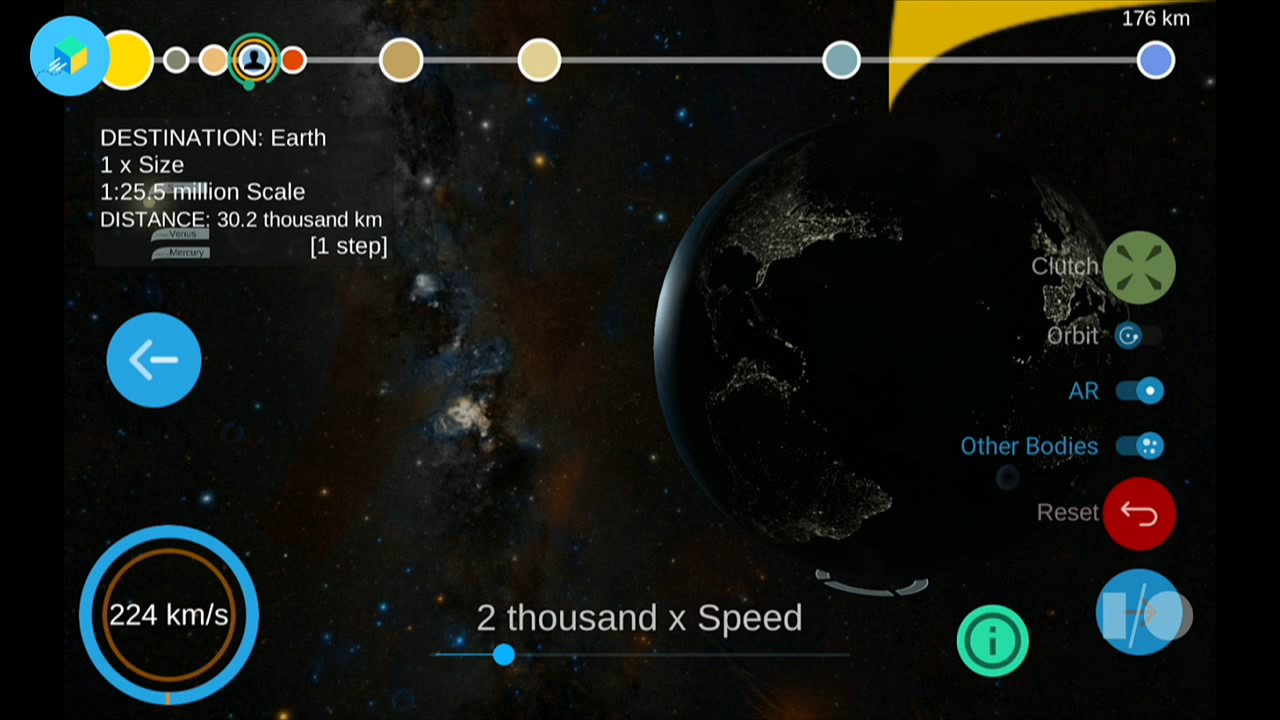 176 km
DESTINATION: Earth
1 x Size
1:25.5 million Scale
DISTANCE: 30.2 thousand km
Venus
[1 step]
Mercury
Clutch
Orbit
AR
Other Bodies
Reset
224 km/s
2 thousand x Speed
i
I/O